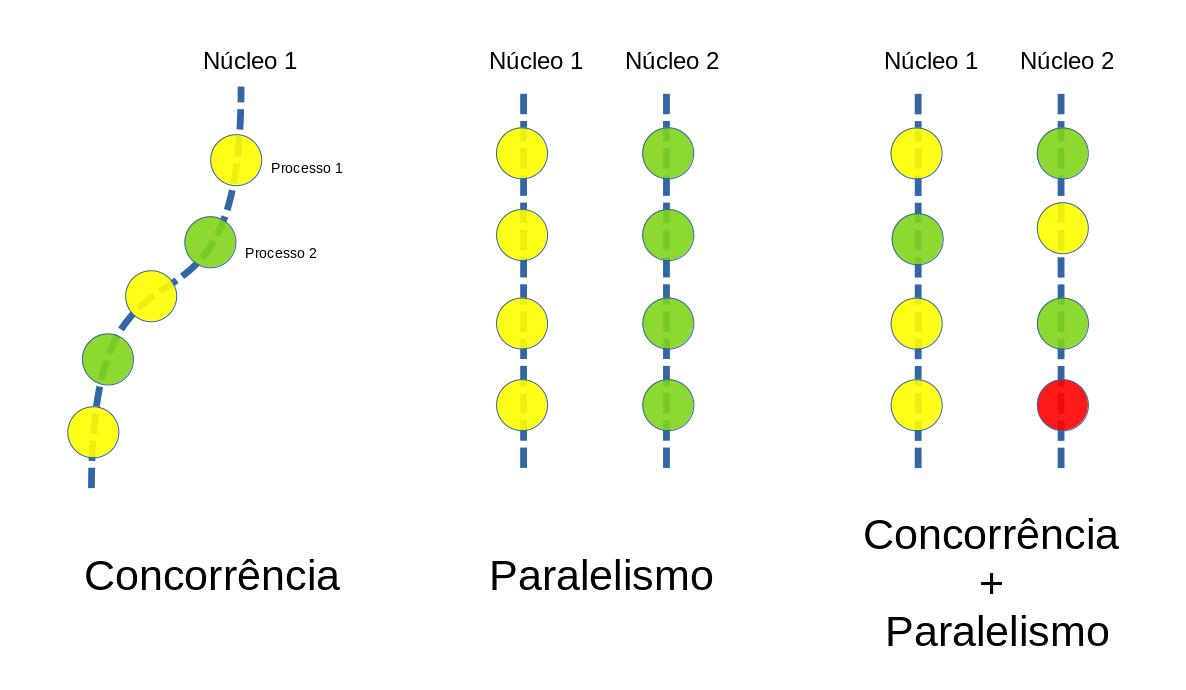 Núcleo 1
Processo 1
Processo 2
Concorrência
Núcleo 1
Núcleo 2
Paralelismo
Núcleo 1
Núcleo 2
Concorrência
+
Paralelismo